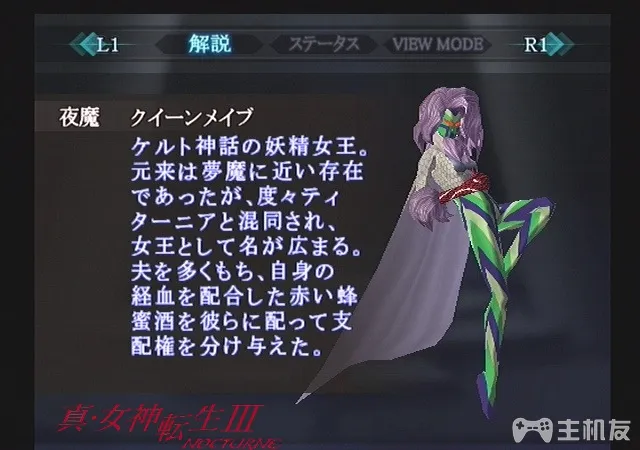 L1 解説 ステータス VIEW MODE R1
夜魔 クイーンメイブ
ケルト神話の妖精女王。
元来は夢魔に近い存在
であったが、度々ティ
ターニアと混同され、
女王として名が広まる。
夫を多くもち、自身の
経血を配合した赤い蜂
蜜酒を彼らに配って支
配権を分け与えた。
真・女神転生III
NOCTURNE
主机友